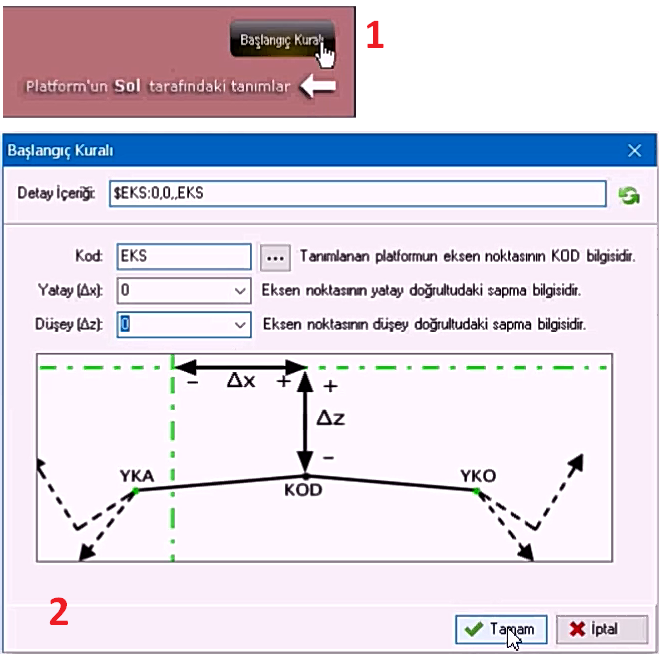 Başlangıç Kuralı
1
Platform'un Sol tarafındaki tanımlar
Başlangıç Kuralı
Detay İçeriği: $EKS:0,0,,EKS
Kod: EKS ... Tanımlanan platformun eksen noktasının KOD bilgisidir.
Yatay (Δx): 0 Eksen noktasının yatay doğrultudaki sapma bilgisidir.
Düşey (Δz): 0 Eksen noktasının düşey doğrultudaki sapma bilgisidir.
- Δx + +
Δz
-
YKA KOD YKO
2
Tamam İptal